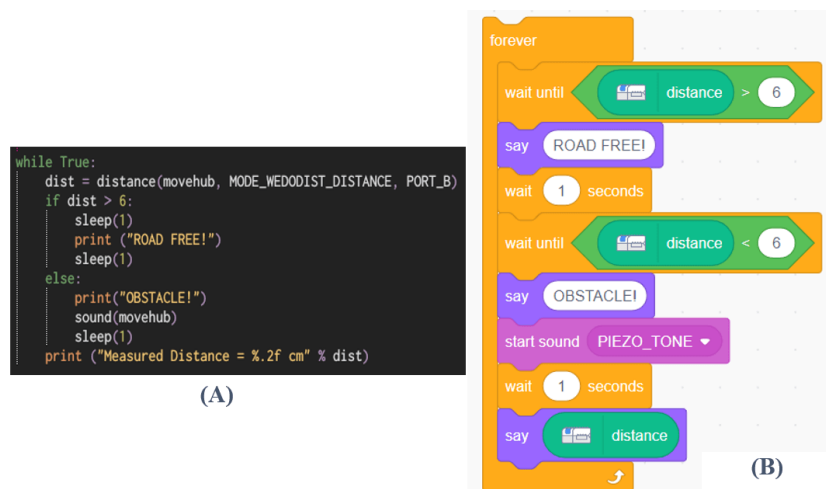 while True:
dist = distance(movehub, MODE_WEDODIST_DISTANCE, PORT_B)
if dist > 6:
sleep(1)
print ("ROAD FREE!")
sleep(1)
else:
print("OBSTACLE!")
sound(movehub)
sleep(1)
print ("Measured Distance = %.2f cm" % dist)
(A)
forever
wait until distance > 6
say ROAD FREE!
wait 1 seconds
wait until distance < 6
say OBSTACLE!
start sound PIEZO_TONE
wait 1 seconds
say distance
(B)